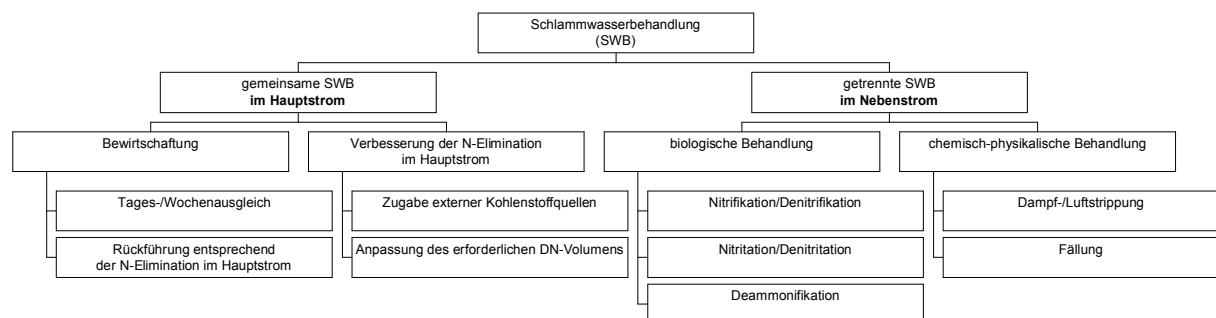 Schlammwasserbehandlung
(SWB)
gemeinsame SWB
im Hauptstrom
getrennte SWB
im Nebenstrom
Bewirtschaftung
Verbesserung der N-Elimination
im Hauptstrom
biologische Behandlung
chemisch-physikalische Behandlung
Tages-/Wochenausgleich
Zugabe externer Kohlenstoffquellen
Nitrifikation/Denitrifikation
Dampf-/Luftstrippung
Rückführung entsprechend
der N-Elimination im Hauptstrom
Anpassung des erforderlichen DN-Volumens
Nitritation/Denitritation
Fällung
Deammonifikation